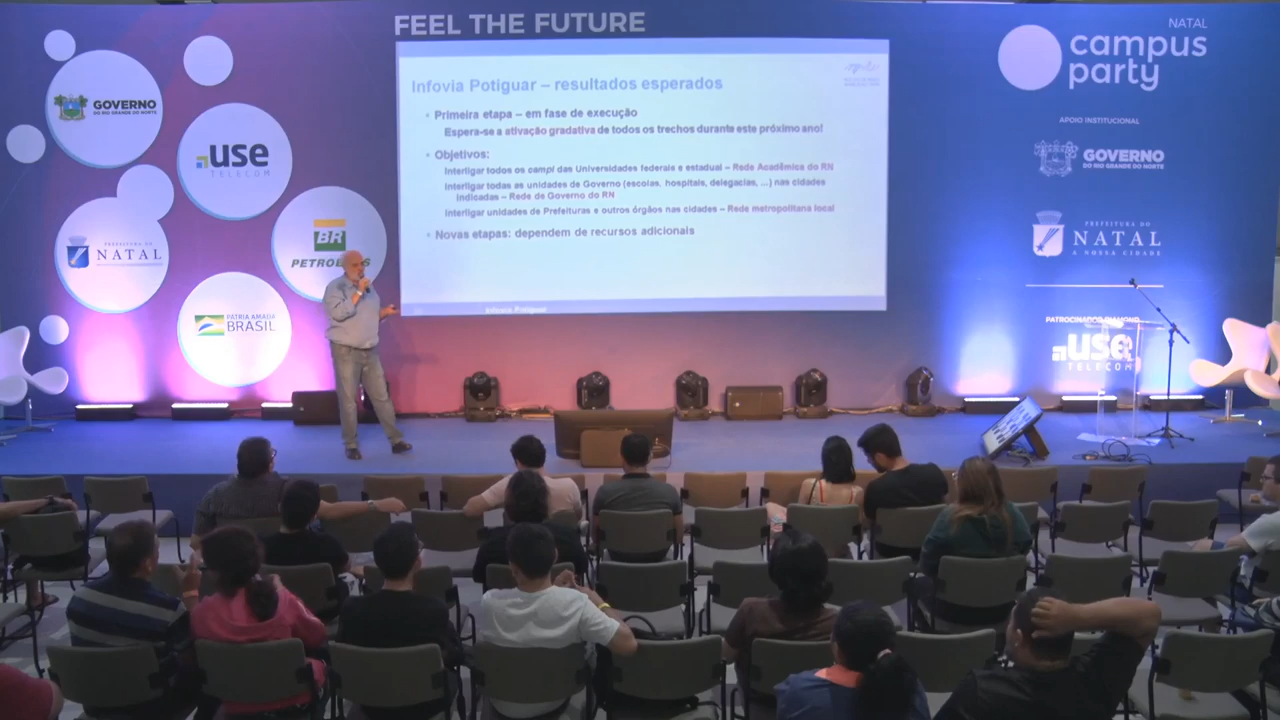 FEEL THE FUTURE
NATAL
campus
party
APOIO INSTITUCIONAL
GOVERNO
DO RIO GRANDE DO NORTE
PREFEITURA DO
NATAL
A NOSSA CIDADE
PATROCINADOR DIAMOND
use
TELECOM
GOVERNO
DO RIO GRANDE DO NORTE
use
TELECOM
PREFEITURA DO
NATAL
BR
PETROBRAS
PÁTRIA AMADA
BRASIL
Infovia Potiguar – resultados esperados
Primeira etapa – em fase de execução
Espera-se a ativação gradativa de todos os trechos durante este próximo ano!
Objetivos:
Interligar todos os campi das Universidades federais e estadual – Rede Acadêmica do RN
Interligar todas as unidades de Governo (escolas, hospitais, delegacias, ...) nas cidades
indicadas – Rede de Governo do RN
Interligar unidades de Prefeituras e outros órgãos nas cidades – Rede metropolitana local
Novas etapas: dependem de recursos adicionais
Infovia Potiguar